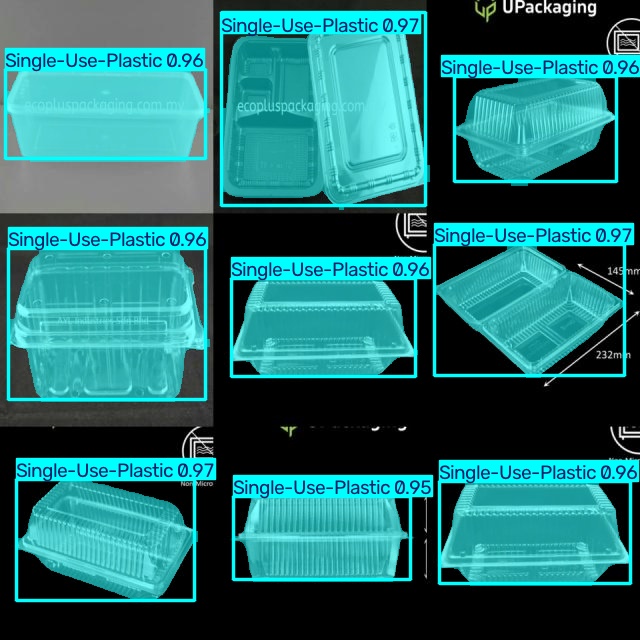 UPackaging
Single-Use-Plastic 0.96
ecopluspackaging.com.my
Single-Use-Plastic 0.97
ecopluspackaging.com
Single-Use-Plastic 0.96
Single-Use-Plastic 0.96
Single-Use-Plastic 0.96
Single-Use-Plastic 0.97
145mm
232mm
Single-Use-Plastic 0.97
Non Micro
Single-Use-Plastic 0.95
Single-Use-Plastic 0.96